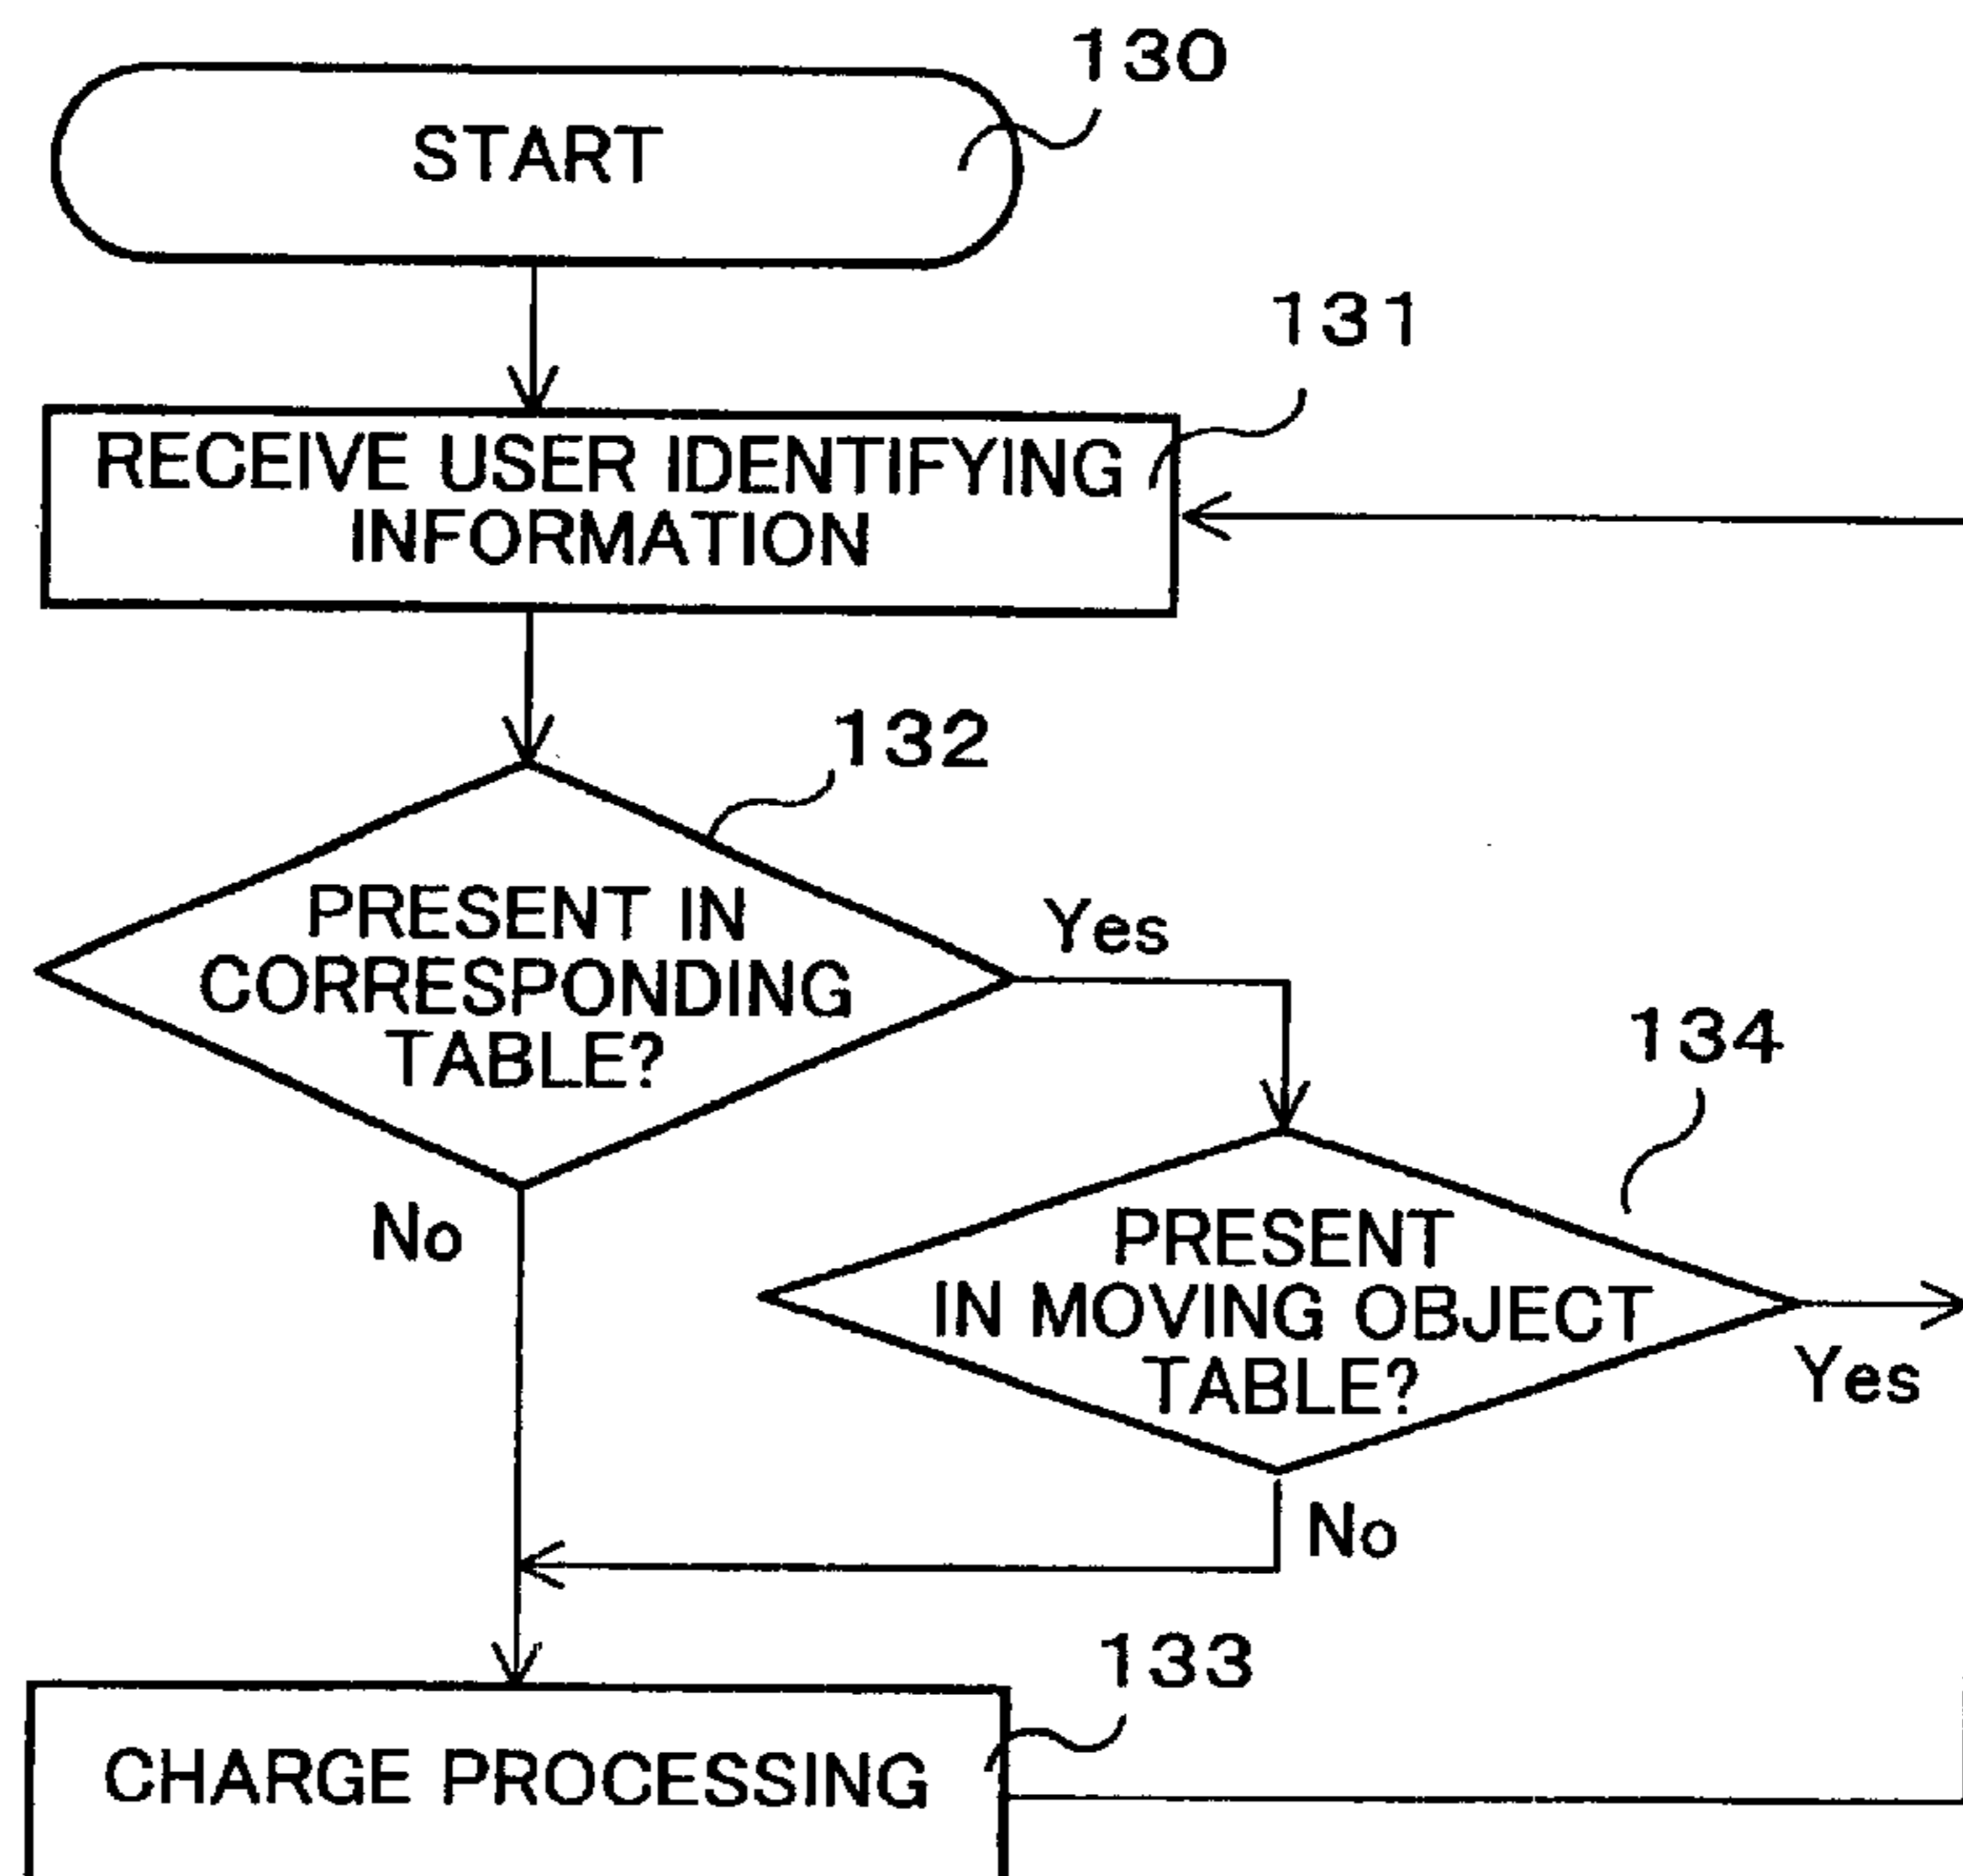 130
START
131
RECEIVE USER IDENTIFYING
INFORMATION
132
PRESENT IN
CORRESPONDING
TABLE?
Yes
No
134
PRESENT
IN MOVING OBJECT
TABLE?
Yes
No
133
CHARGE PROCESSING